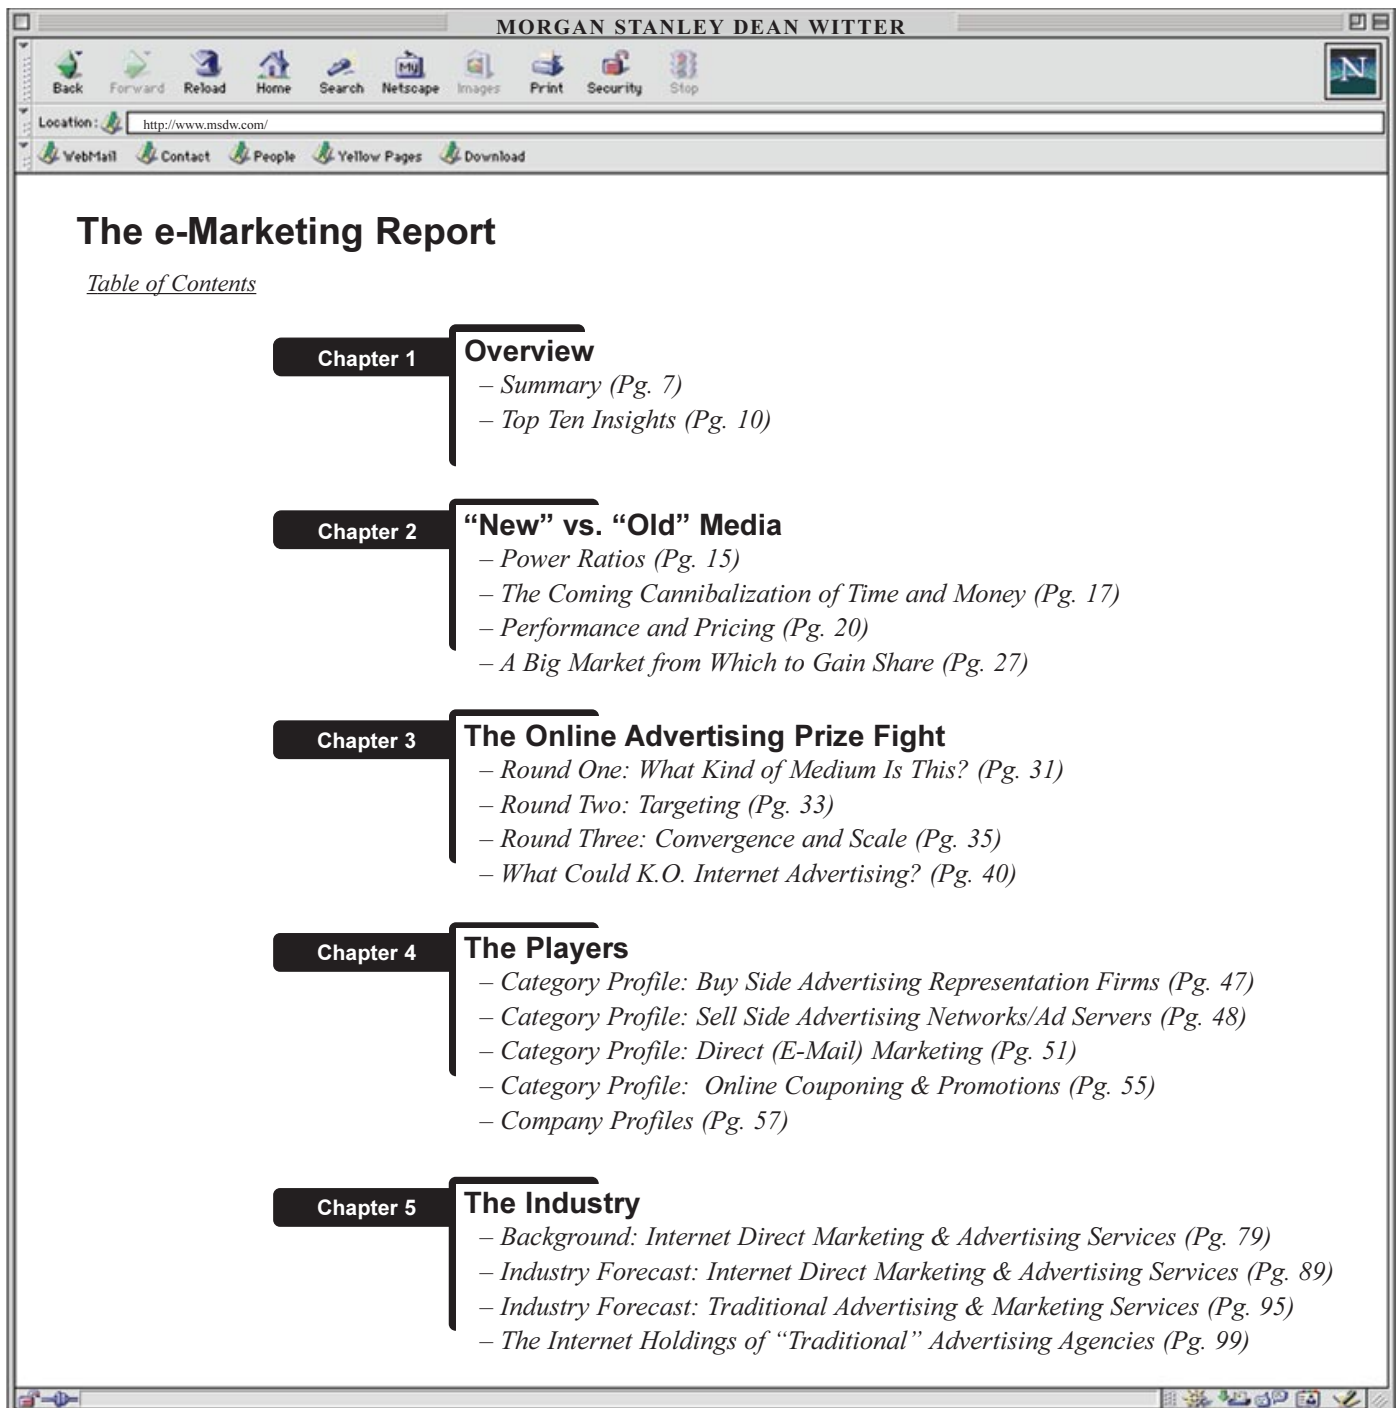 MORGAN STANLEY DEAN WITTER
Back Forward Reload Home Search Netscape Images Print Security Stop
My
N
Location: http://www.msdw.com/
WebMail Contact People Yellow Pages Download
The e-Marketing Report
Table of Contents
Chapter 1
Overview
– Summary (Pg. 7)
– Top Ten Insights (Pg. 10)
Chapter 2
“New” vs. “Old” Media
– Power Ratios (Pg. 15)
– The Coming Cannibalization of Time and Money (Pg. 17)
– Performance and Pricing (Pg. 20)
– A Big Market from Which to Gain Share (Pg. 27)
Chapter 3
The Online Advertising Prize Fight
– Round One: What Kind of Medium Is This? (Pg. 31)
– Round Two: Targeting (Pg. 33)
– Round Three: Convergence and Scale (Pg. 35)
– What Could K.O. Internet Advertising? (Pg. 40)
Chapter 4
The Players
– Category Profile: Buy Side Advertising Representation Firms (Pg. 47)
– Category Profile: Sell Side Advertising Networks/Ad Servers (Pg. 48)
– Category Profile: Direct (E-Mail) Marketing (Pg. 51)
– Category Profile:  Online Couponing & Promotions (Pg. 55)
– Company Profiles (Pg. 57)
Chapter 5
The Industry
– Background: Internet Direct Marketing & Advertising Services (Pg. 79)
– Industry Forecast: Internet Direct Marketing & Advertising Services (Pg. 89)
– Industry Forecast: Traditional Advertising & Marketing Services (Pg. 95)
– The Internet Holdings of “Traditional” Advertising Agencies (Pg. 99)